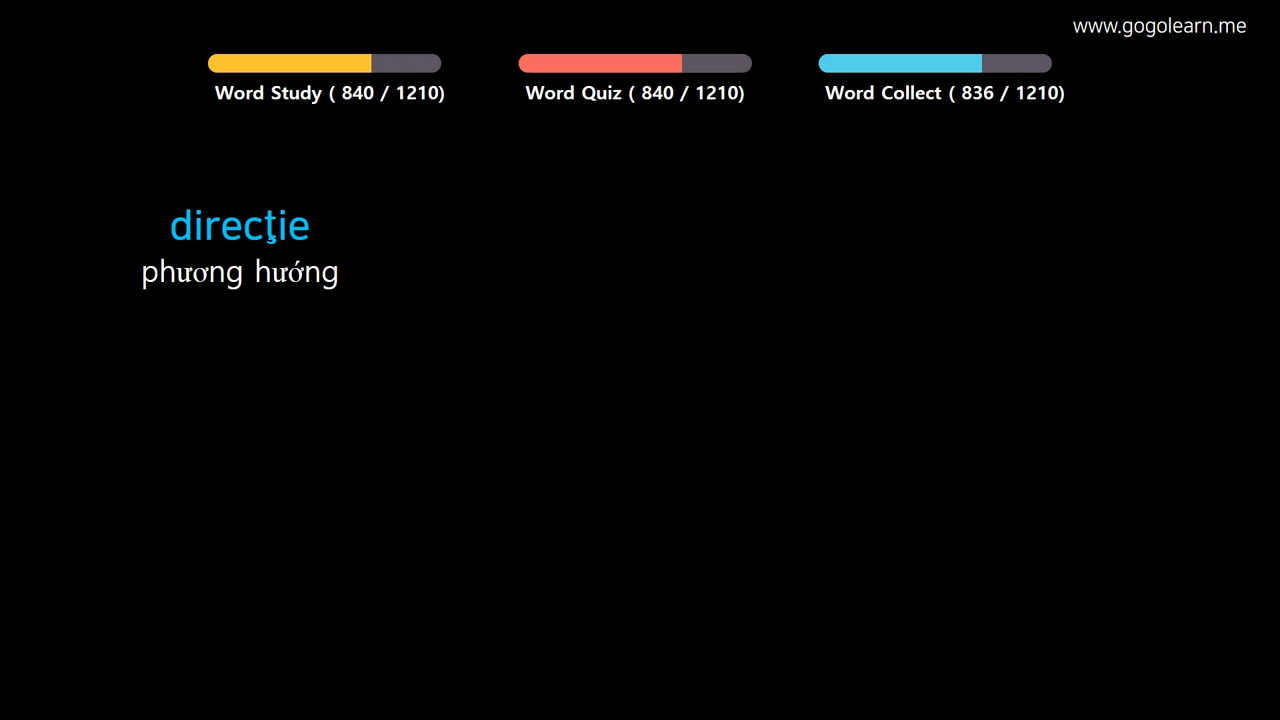 www.gogolearn.me
Word Study ( 840 / 1210)
Word Quiz ( 840 / 1210)
Word Collect ( 836 / 1210)
direcţie
phương hướng